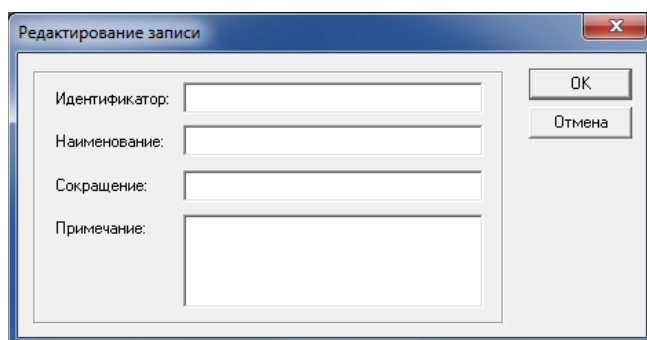 Редактирование записи
Идентификатор:
Наименование:
Сокращение:
Примечание:
OK
Отмена